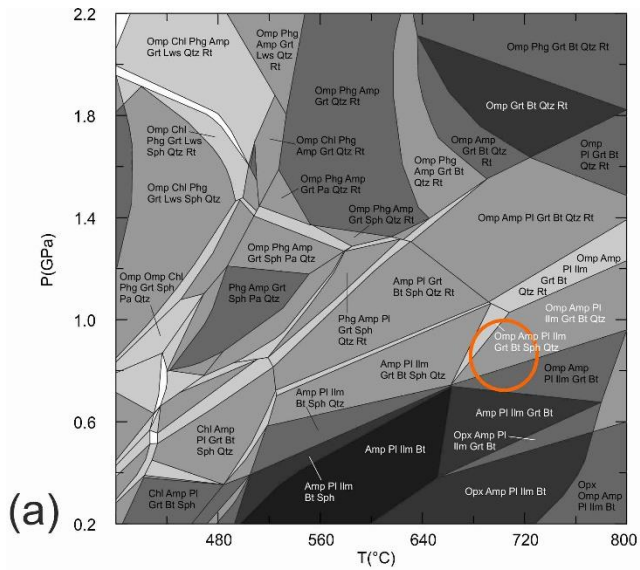 2.2
1.8
1.4
1.0
0.6
0.2
P(GPa)
480
560
640
720
800
T(°C)
(a)
Omp Chl Phg Amp
Grt Lws Qtz Rt
Omp Phg
Amp Grt
Lws Qtz
Rt
Omp Phg Amp
Grt Qtz Rt
Omp Phg Grt Bt Qtz Rt
Omp Grt Bt Qtz Rt
Omp Chl
Phg Grt Lws
Sph Qtz Rt
Omp Chl Phg
Amp Grt Qtz Rt
Omp Phg
Amp Grt Bt
Qtz Rt
Omp Amp
Grt Bt Qtz
Rt
Omp
Pl Grt Bt
Qtz Rt
Omp Chl Phg
Grt Lws Sph Qtz
Omp Phg Amp
Grt Pa Qtz Rt
Omp Phg Amp
Grt Sph Qtz Rt
Omp Amp Pl Grt Bt Qtz Rt
Omp Phg Amp
Grt Sph Pa Qtz
Omp Amp
Pl Ilm
Grt Bt
Qtz Rt
Omp Omp Chl
Phg Grt Sph
Pa Qtz
Phg Amp Grt
Sph Pa Qtz
Amp Pl Grt
Bt Sph Qtz Rt
Phg Amp Pl
Grt Sph
Qtz Rt
Omp Amp Pl
Ilm Grt Bt Qtz
Omp Amp Pl Ilm
Grt Bt Sph Qtz
Amp Pl Ilm
Grt Bt Sph Qtz
Omp Amp
Pl Ilm Grt Bt
Amp Pl Ilm
Bt Sph Qtz
Amp Pl Ilm Grt Bt
Chl Amp
Pl Grt Bt
Sph Qtz
Amp Pl Ilm Bt
Opx Amp Pl
Ilm Grt Bt
Amp Pl Ilm
Bt Sph
Chl Amp Pl
Grt Bt Sph
Opx Amp Pl Ilm Bt
Opx
Omp Amp
Pl Ilm Bt